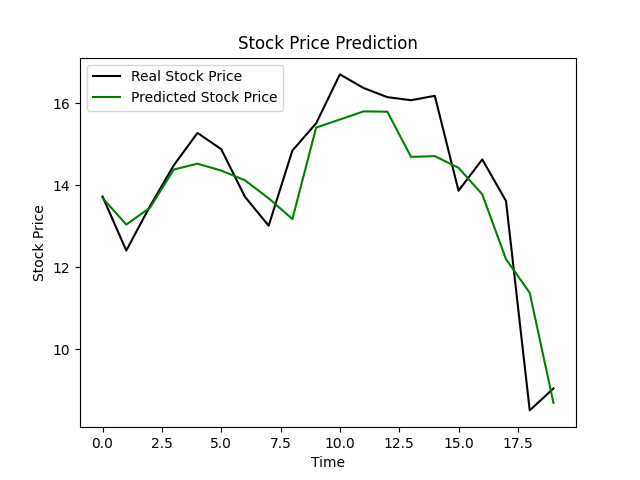 Stock Price Prediction
Real Stock Price
Predicted Stock Price
Stock Price
16
14
12
10
0.0 2.5 5.0 7.5 10.0 12.5 15.0 17.5
Time